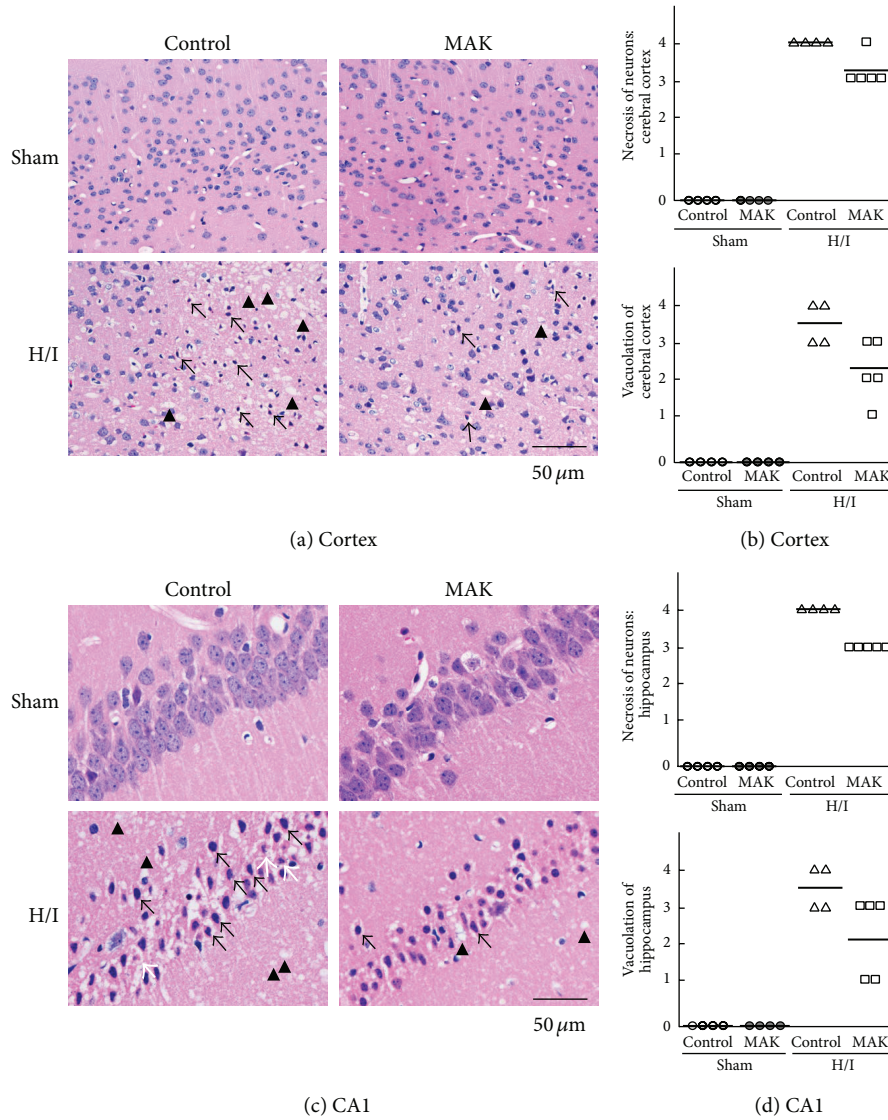 Control
MAK
Sham
H/I
50 μm
(a) Cortex
Necrosis of neurons:
cerebral cortex
4
3
2
1
0
Control MAK Control MAK
Sham H/I
Vacuolation of
cerebral cortex
4
3
2
1
0
Control MAK Control MAK
Sham H/I
(b) Cortex
Control
MAK
Sham
H/I
50 μm
(c) CA1
Necrosis of neurons:
hippocampus
4
3
2
1
0
Control MAK Control MAK
Sham H/I
Vacuolation of
hippocampus
4
3
2
1
0
Control MAK Control MAK
Sham H/I
(d) CA1